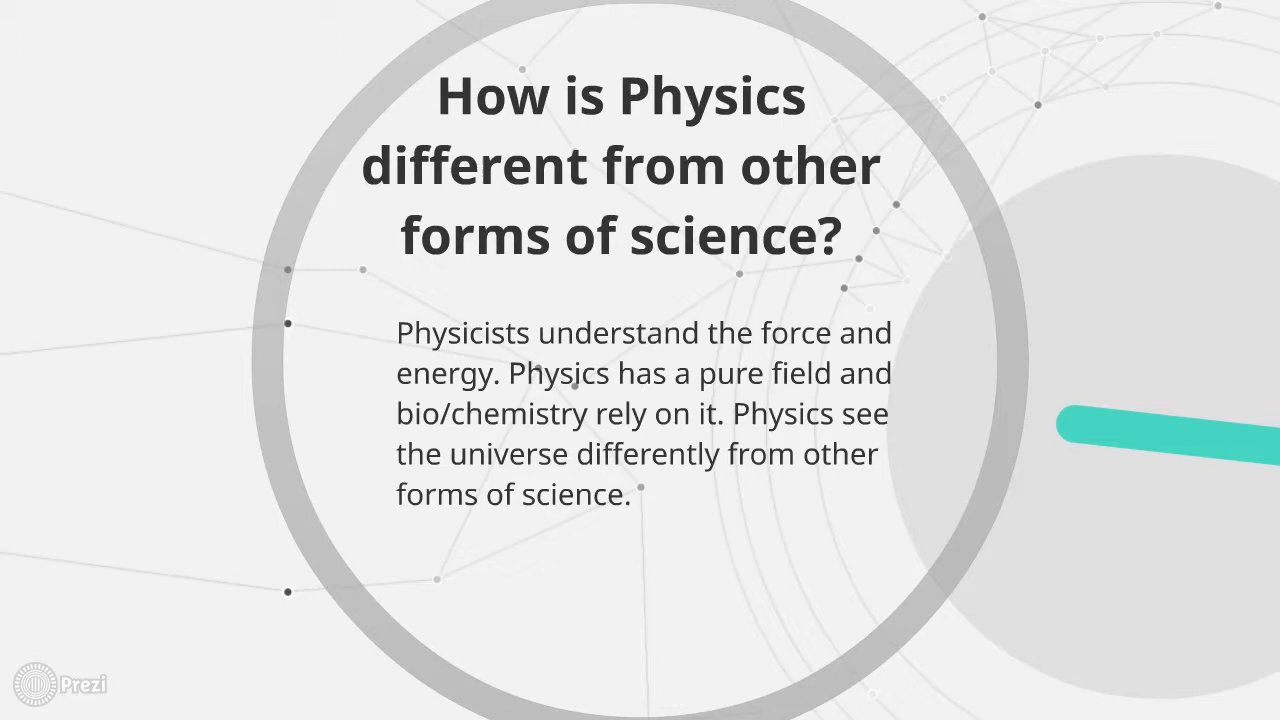 How is Physics
different from other
forms of science?
Physicists understand the force and
energy. Physics has a pure field and
bio/chemistry rely on it. Physics see
the universe differently from other
forms of science.
Prezi